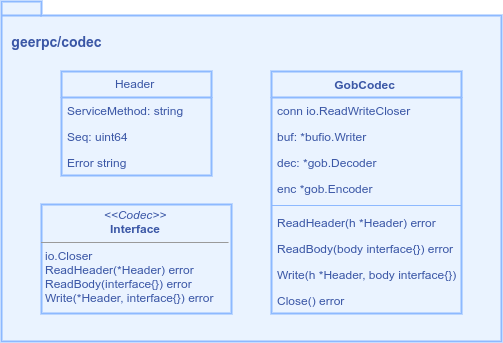 geerpc/codec
Header
ServiceMethod: string
Seq: uint64
Error string
<<Codec>>
Interface
io.Closer
ReadHeader(*Header) error
ReadBody(interface{}) error
Write(*Header, interface{}) error
GobCodec
conn io.ReadWriteCloser
buf: *bufio.Writer
dec: *gob.Decoder
enc *gob.Encoder
ReadHeader(h *Header) error
ReadBody(body interface{}) error
Write(h *Header, body interface{})
Close() error